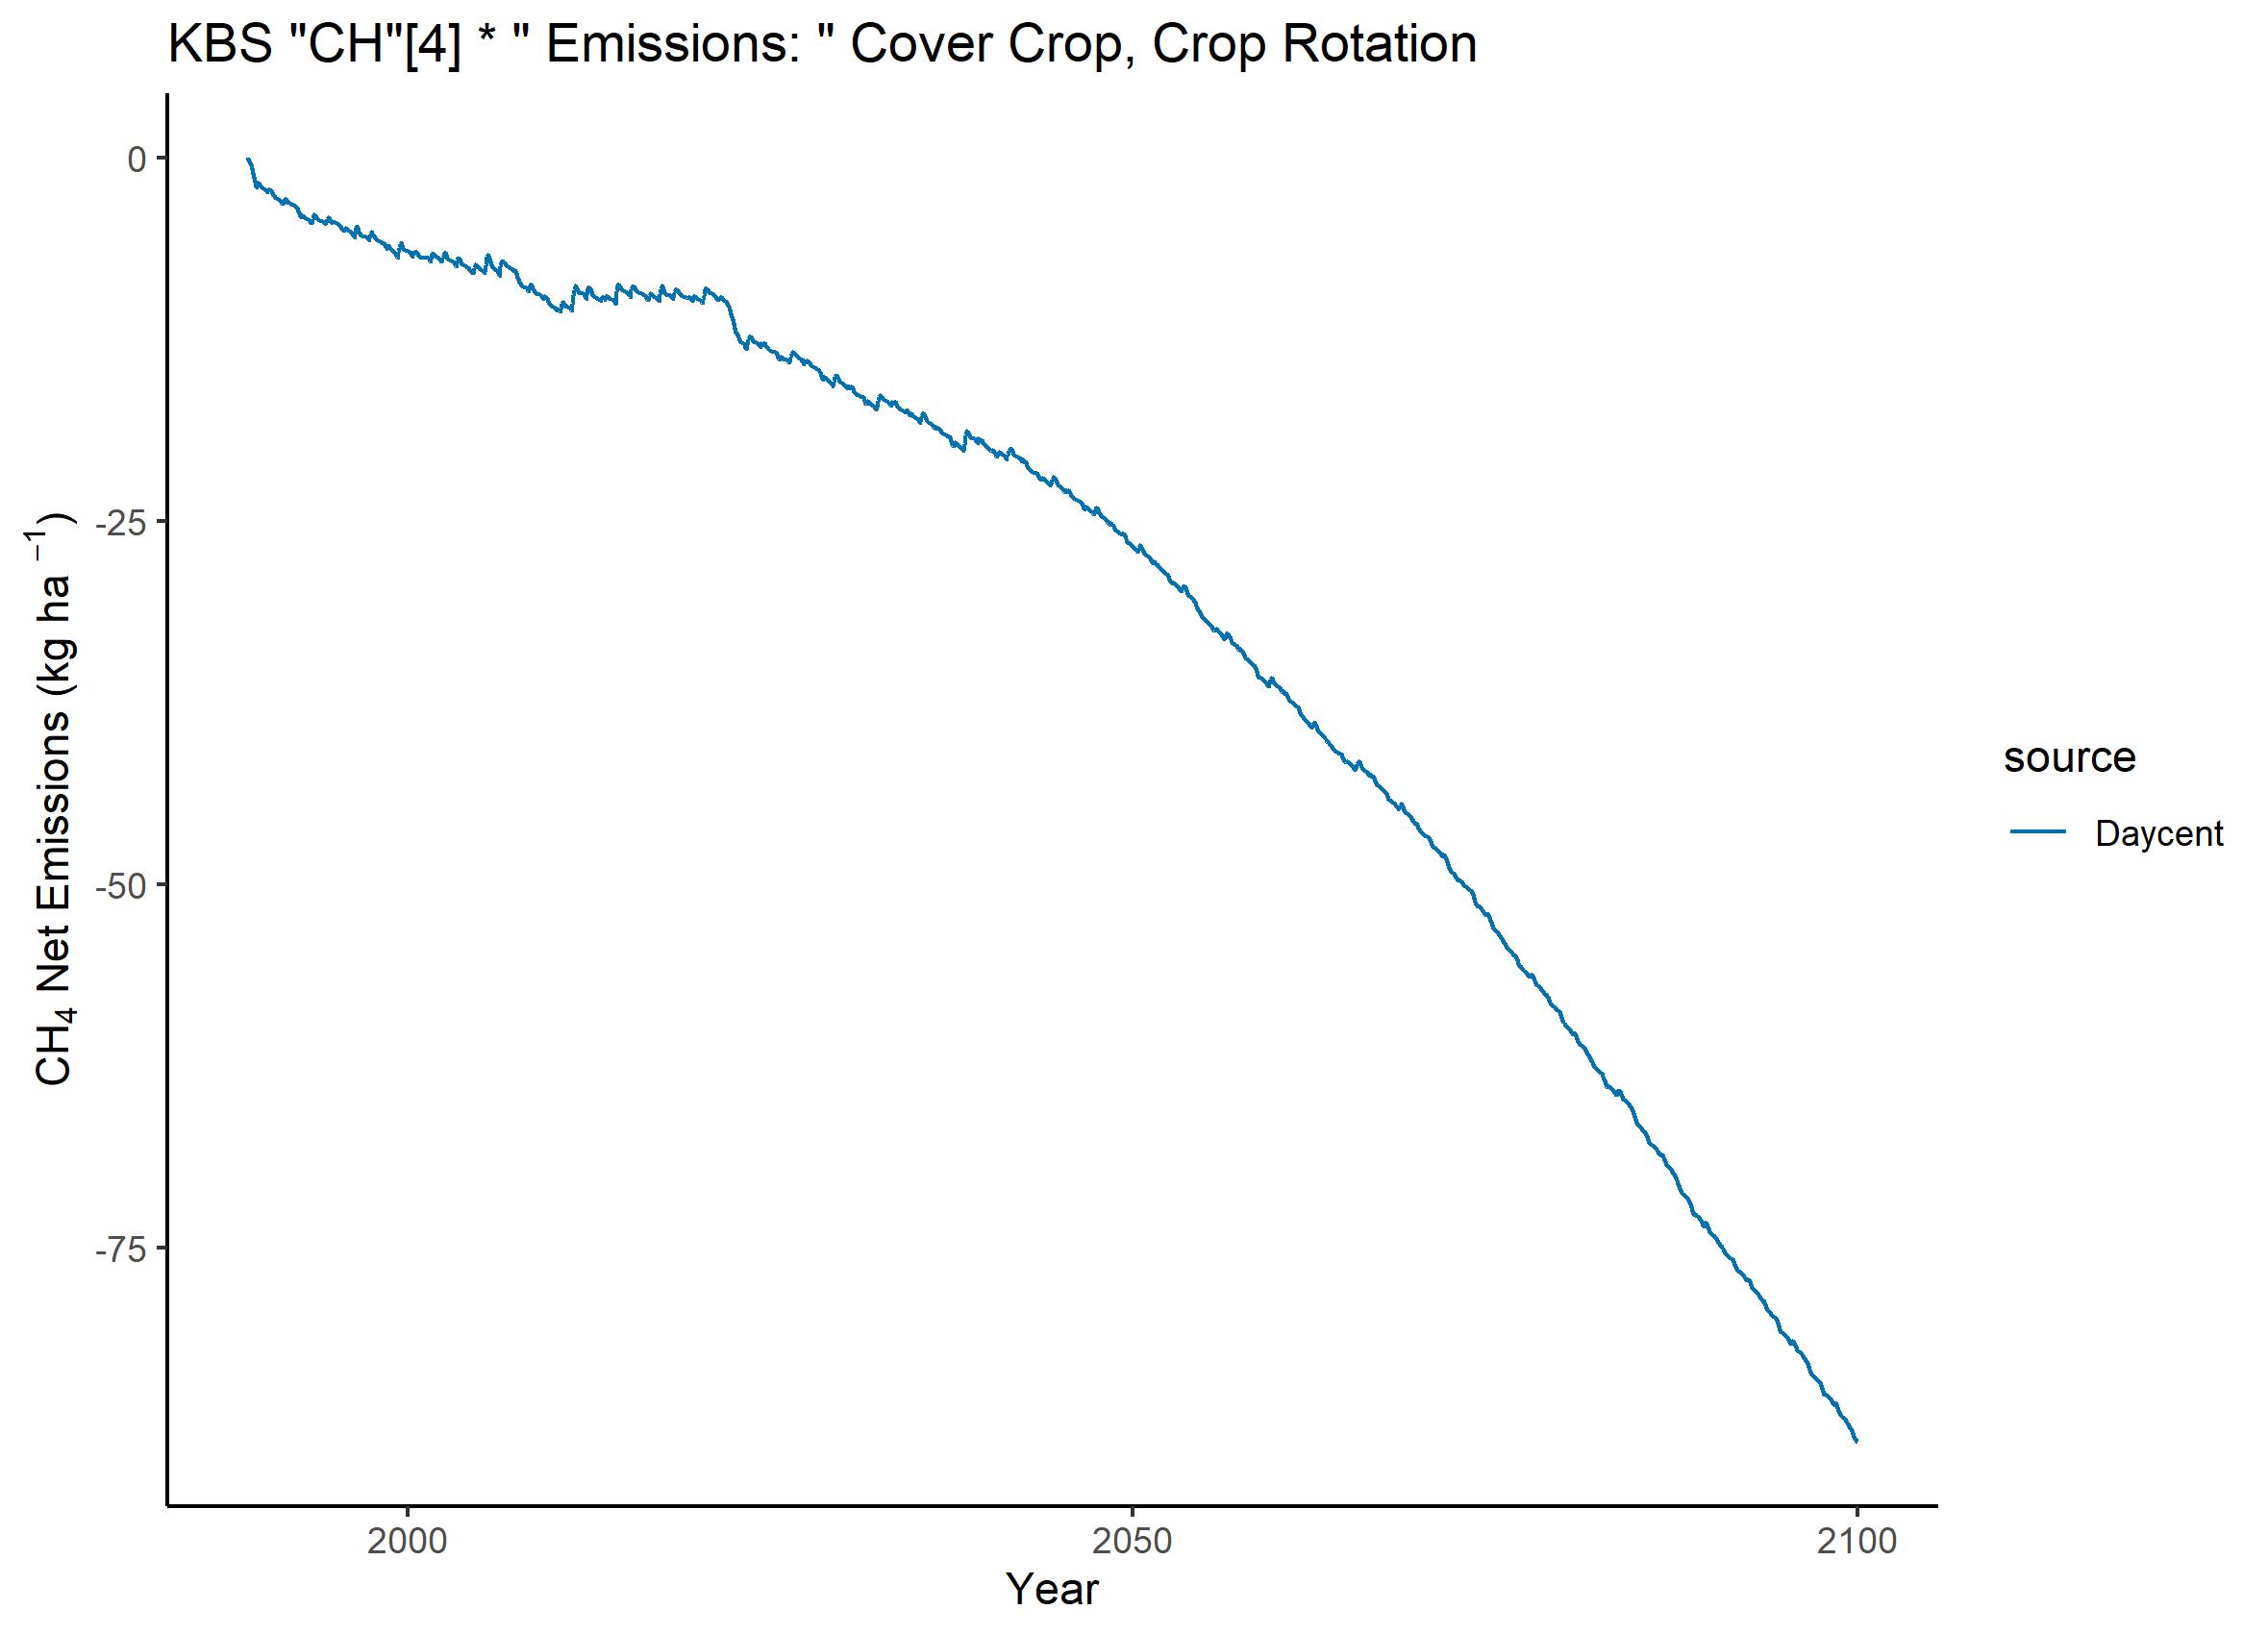 KBS "CH"[4] * " Emissions: " Cover Crop, Crop Rotation
CH₄ Net Emissions (kg ha ⁻¹)
0
-25
-50
-75
2000
2050
2100
Year
source
Daycent